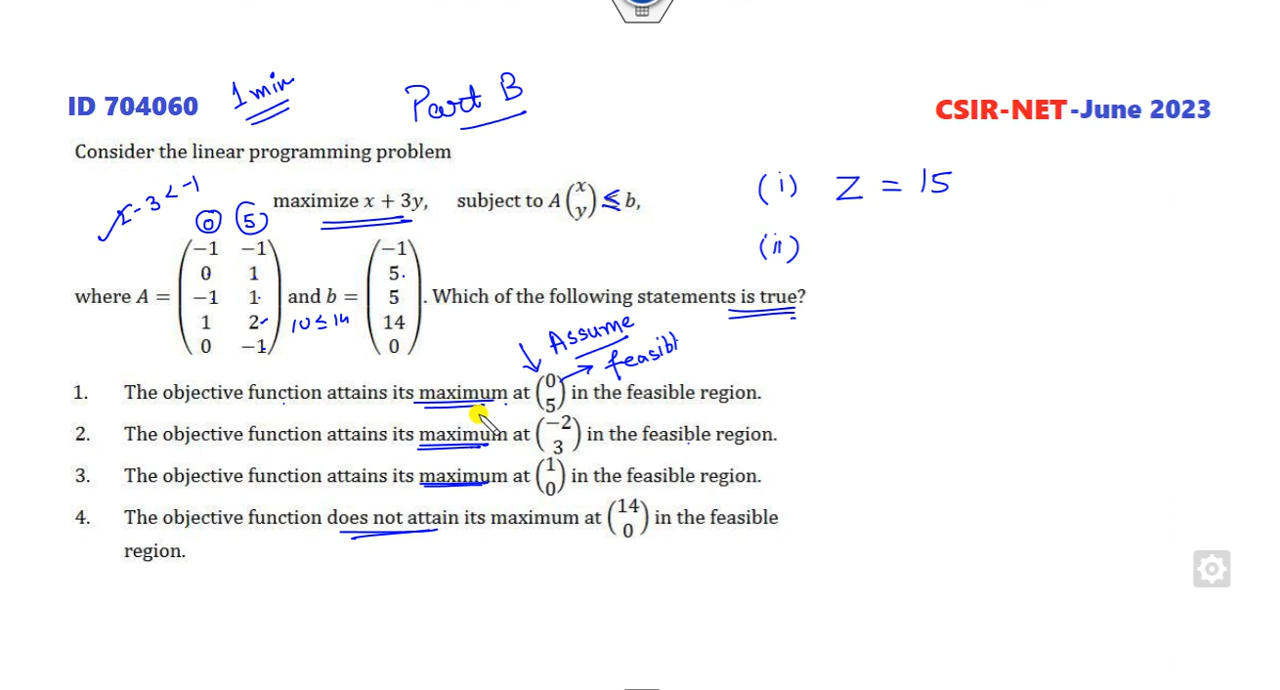 ID 704060 1 min Part B CSIR-NET-June 2023
Consider the linear programming problem
maximize x + 3y, subject to A (x y) ≤ b,
(i) Z = 15
(ii)
0 5
where A = (−1 −1
0 1
−1 1
1 2
0 −1) and b = (−1
5
5
14
0). Which of the following statements is true?
10 ≤ 14
Assume
1. The objective function attains its maximum at (0 5) in the feasible region.
2. The objective function attains its maximum at (−2 3) in the feasible region.
3. The objective function attains its maximum at (1 0) in the feasible region.
4. The objective function does not attain its maximum at (14 0) in the feasible
region.